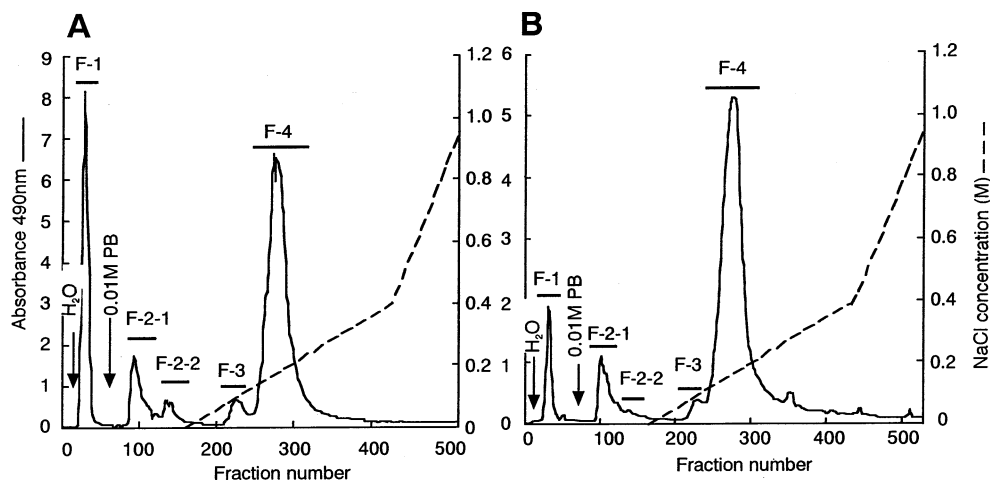 A
Absorbance 490nm
9
8
7
6
5
4
3
2
1
0
F-1
H2O
0.01M PB
F-2-1
F-2-2
F-3
F-4
1.2
1.0
0.8
0.6
0.4
0.2
0
0 100 200 300 400 500
Fraction number
B
6
5
4
3
2
1
0
F-1
H2O
0.01M PB
F-2-1
F-2-2
F-3
F-4
1.2
1.0
0.8
0.6
0.4
0.2
0
NaCl concentration (M)
0 100 200 300 400 500
Fraction number